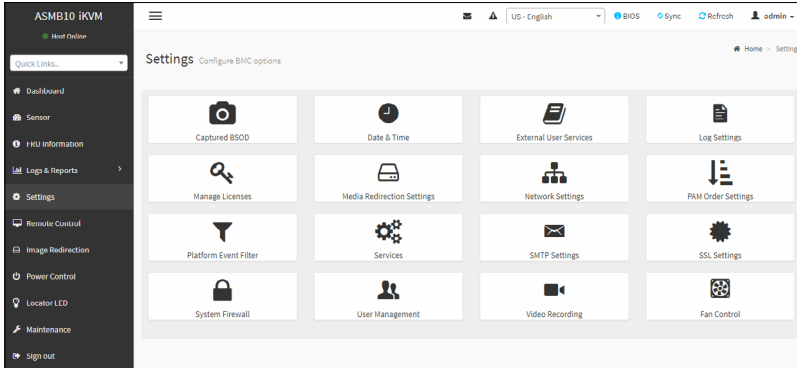 ASMB10 iKVM
Host Online
Quick Links..
Dashboard
Sensor
FRU Information
Logs & Reports
Settings
Remote Control
Image Redirection
Power Control
Locator LED
Maintenance
Sign out
US - English
BIOS
Sync
Refresh
admin
Settings Configure BMC options
Home > Setting
Captured BSOD
Date & Time
External User Services
Log Settings
Manage Licenses
Media Redirection Settings
Network Settings
PAM Order Settings
Platform Event Filter
Services
SMTP Settings
SSL Settings
System Firewall
User Management
Video Recording
Fan Control